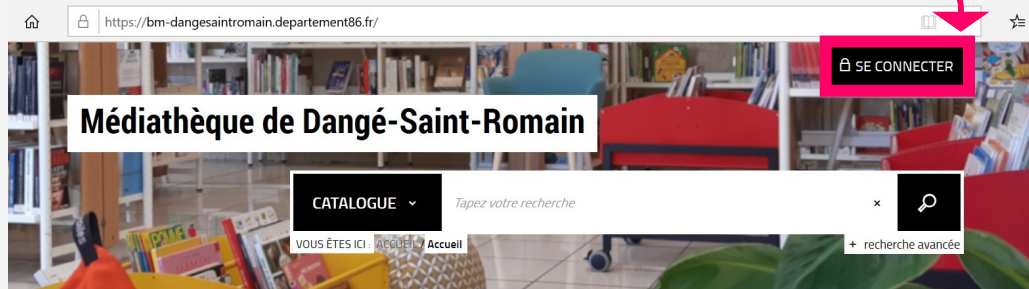 https://bm-dangesaintromain.departement86.fr/
SE CONNECTER
Médiathèque de Dangé-Saint-Romain
CATALOGUE
Tapez votre recherche
×
VOUS ÊTES ICI : ACCUEIL / Accueil
+ recherche avancée